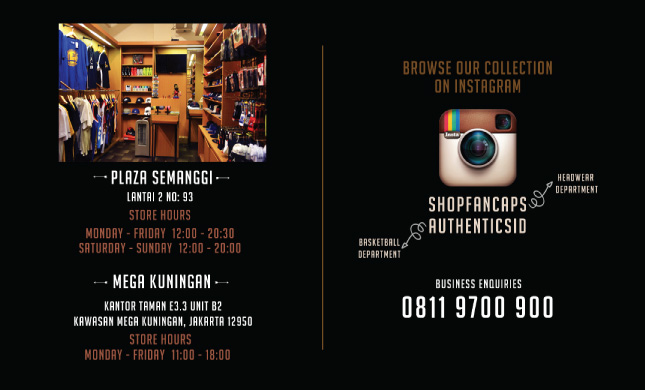 PLAZA SEMANGGI
LANTAI 2 NO: 93
STORE HOURS
MONDAY - FRIDAY 12:00 - 20:30
SATURDAY - SUNDAY 12:00 - 20:00
MEGA KUNINGAN
KANTOR TAMAN E3.3 UNIT B2
KAWASAN MEGA KUNINGAN, JAKARTA 12950
STORE HOURS
MONDAY - FRIDAY 11:00 - 18:00
BROWSE OUR COLLECTION
ON INSTAGRAM
Insta
HEADWEAR
DEPARTMENT
SHOPFANCAPS
AUTHENTICSID
BASKETBALL
DEPARTMENT
BUSINESS ENQUIRIES
0811 9700 900